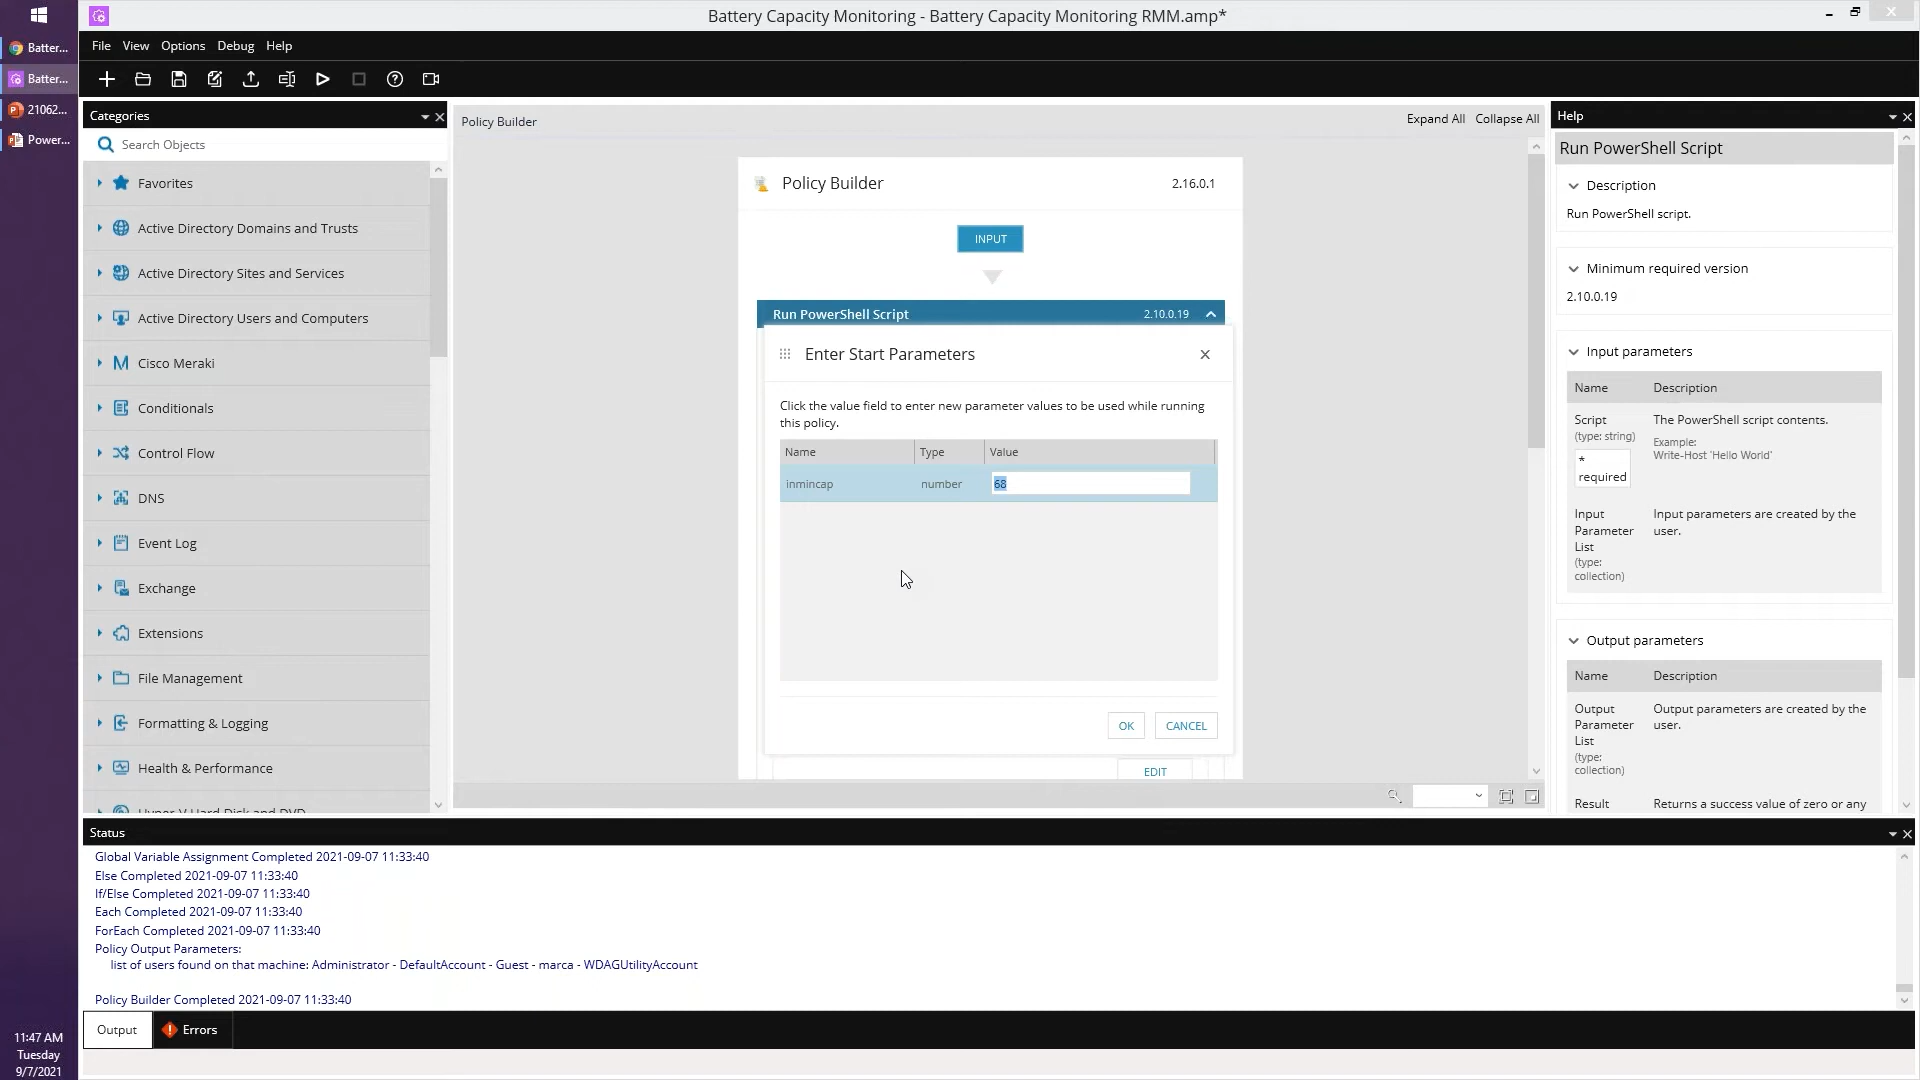 Battery Capacity Monitoring - Battery Capacity Monitoring RMM.amp*
Batter...
Batter...
21062...
Power...
File View Options Debug Help
Categories
Search Objects
Favorites
Active Directory Domains and Trusts
Active Directory Sites and Services
Active Directory Users and Computers
Cisco Meraki
Conditionals
Control Flow
DNS
Event Log
Exchange
Extensions
File Management
Formatting & Logging
Health & Performance
Hyper-V Hard Disk and DVD
Policy Builder
Expand All Collapse All
Policy Builder 2.16.0.1
INPUT
Run PowerShell Script 2.10.0.19
Enter Start Parameters
Click the value field to enter new parameter values to be used while running
this policy.
Name Type Value
inmincap number 68
OK CANCEL
EDIT
Help
Run PowerShell Script
Description
Run PowerShell script.
Minimum required version
2.10.0.19
Input parameters
Name Description
Script
(type: string)
*
required
The PowerShell script contents.
Example:
Write-Host 'Hello World'
Input
Parameter
List
(type:
collection)
Input parameters are created by the
user.
Output parameters
Name Description
Output
Parameter
List
(type:
collection)
Output parameters are created by the
user.
Result Returns a success value of zero or any
Status
Global Variable Assignment Completed 2021-09-07 11:33:40
Else Completed 2021-09-07 11:33:40
If/Else Completed 2021-09-07 11:33:40
Each Completed 2021-09-07 11:33:40
ForEach Completed 2021-09-07 11:33:40
Policy Output Parameters:
list of users found on that machine: Administrator - DefaultAccount - Guest - marca - WDAGUtilityAccount
Policy Builder Completed 2021-09-07 11:33:40
Output Errors
11:47 AM
Tuesday
9/7/2021